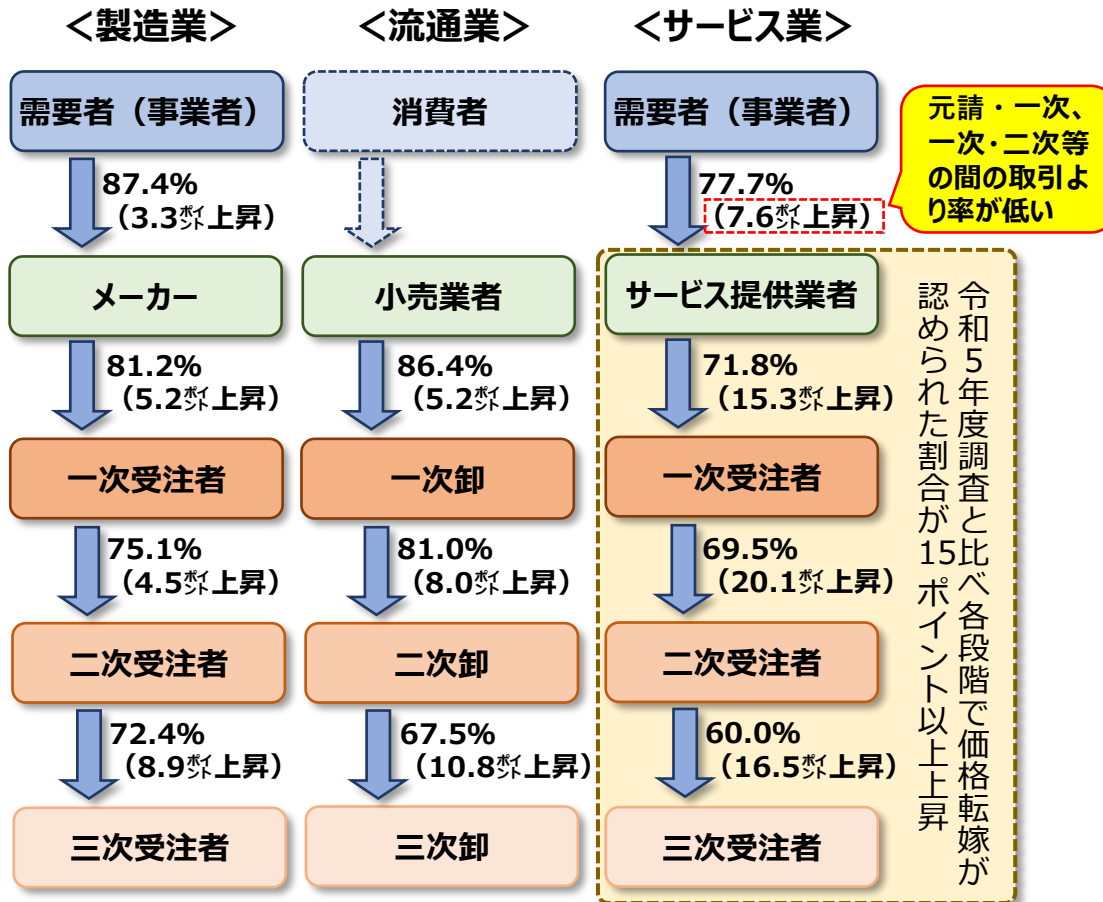 ＜製造業＞
＜流通業＞
＜サービス業＞
需要者（事業者）
消費者
需要者（事業者）
元請・一次、
一次･二次等
の間の取引よ
り率が低い
87.4%
（3.3ポイント上昇）
77.7%
（7.6ポイント上昇）
メーカー
小売業者
サービス提供業者
81.2%
（5.2ポイント上昇）
86.4%
（5.2ポイント上昇）
71.8%
（15.3ポイント上昇）
一次受注者
一次卸
一次受注者
75.1%
（4.5ポイント上昇）
81.0%
（8.0ポイント上昇）
69.5%
（20.1ポイント上昇）
二次受注者
二次卸
二次受注者
72.4%
（8.9ポイント上昇）
67.5%
（10.8ポイント上昇）
60.0%
（16.5ポイント上昇）
三次受注者
三次卸
三次受注者
令和５年度調査と比べ各段階で価格転嫁が
認められた割合が15ポイント以上上昇